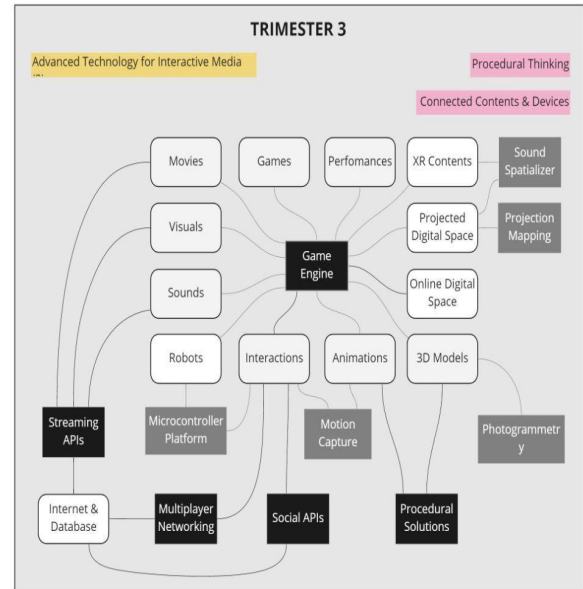 TRIMESTER 3
Advanced Technology for Interactive Media
Procedural Thinking
Connected Contents & Devices
Movies
Games
Perfomances
XR Contents
Sound
Spatializer
Visuals
Projected
Digital Space
Projection
Mapping
Game
Engine
Sounds
Online Digital
Space
Robots
Interactions
Animations
3D Models
Streaming
APIs
Microcontroller
Platform
Motion
Capture
Photogrammetr
y
Internet &
Database
Multiplayer
Networking
Social APIs
Procedural
Solutions